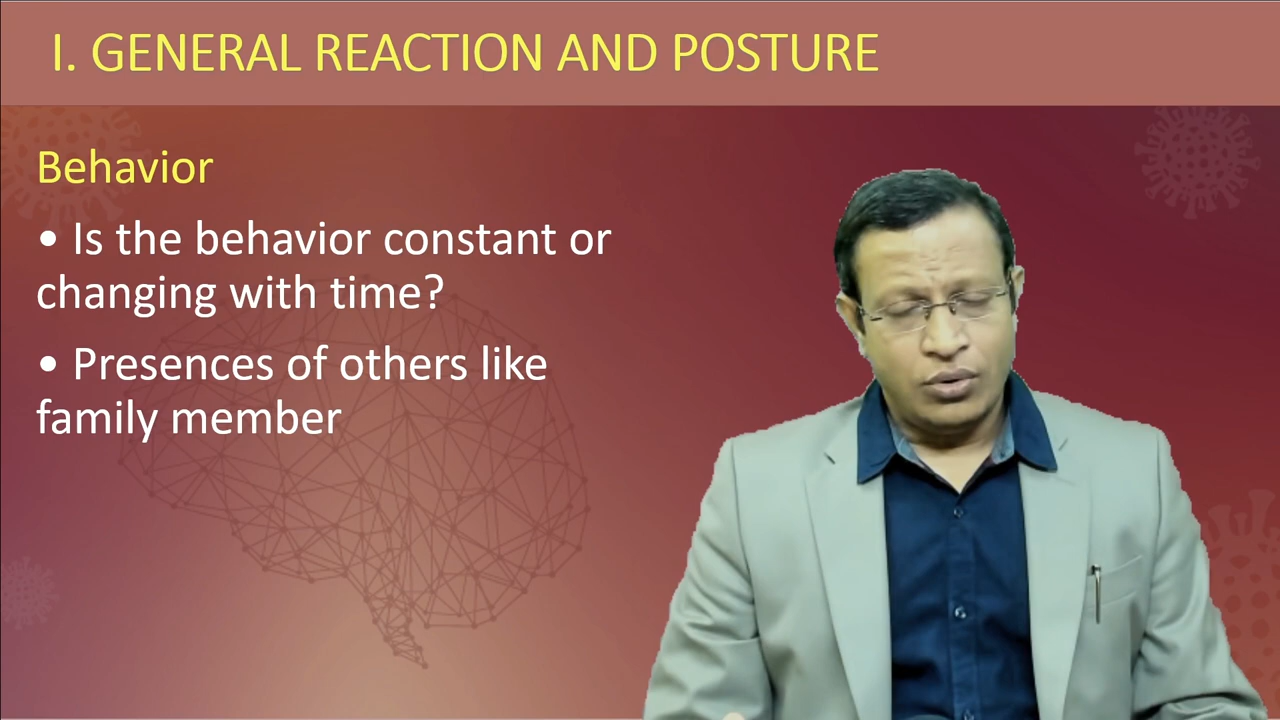 I. GENERAL REACTION AND POSTURE
Behavior
• Is the behavior constant or
changing with time?
• Presences of others like
family member